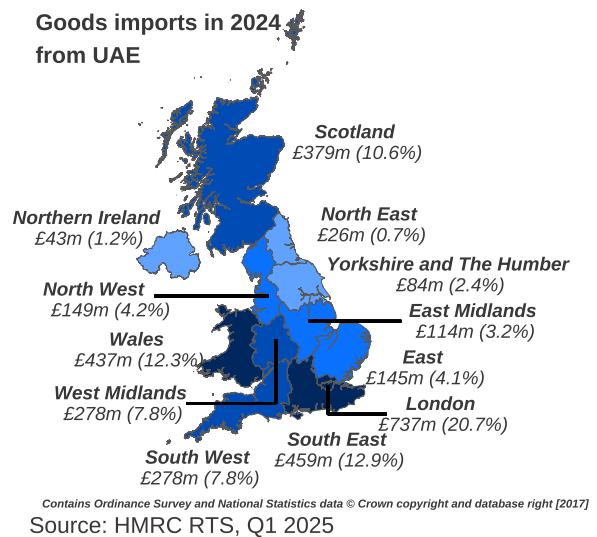 Goods imports in 2024
from UAE
Scotland
£379m (10.6%)
Northern Ireland
£43m (1.2%)
North East
£26m (0.7%)
Yorkshire and The Humber
£84m (2.4%)
North West
£149m (4.2%)
East Midlands
£114m (3.2%)
Wales
£437m (12.3%)
East
£145m (4.1%)
West Midlands
£278m (7.8%)
London
£737m (20.7%)
South East
£459m (12.9%)
South West
£278m (7.8%)
Contains Ordinance Survey and National Statistics data © Crown copyright and database right [2017]
Source: HMRC RTS, Q1 2025